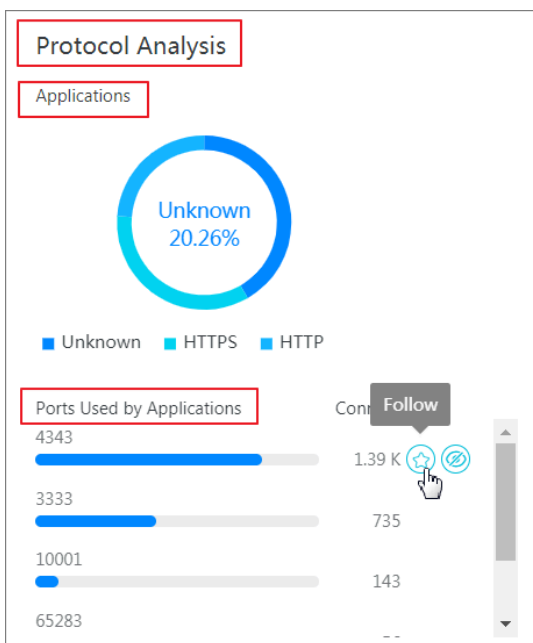 Protocol Analysis
Applications
Unknown
20.26%
Unknown HTTPS HTTP
Ports Used by Applications Conn Follow
4343
1.39 K
3333
735
10001
143
65283